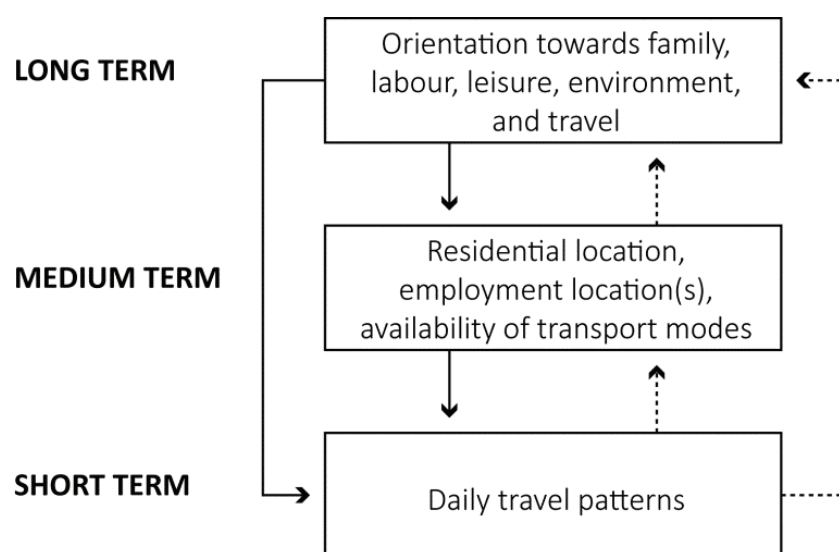 LONG TERM
Orientation towards family,
labour, leisure, environment,
and travel
MEDIUM TERM
Residential location,
employment location(s),
availability of transport modes
SHORT TERM
Daily travel patterns